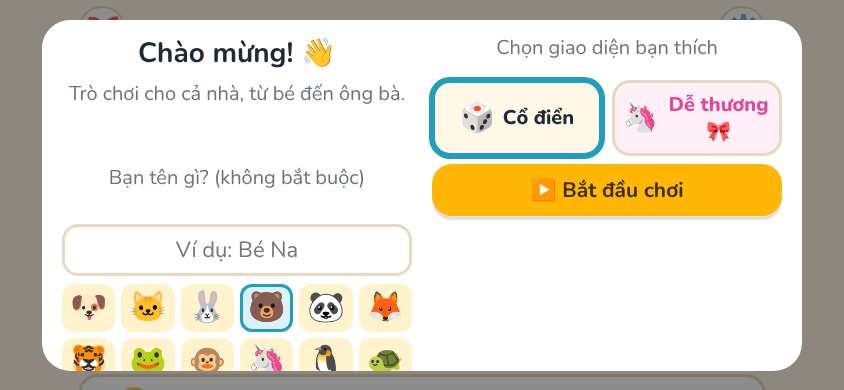 Chào mừng! 👋
Trò chơi cho cả nhà, từ bé đến ông bà.
Bạn tên gì? (không bắt buộc)
Ví dụ: Bé Na
Chọn giao diện bạn thích
Cổ điển
Dễ thương
🎀
▶️ Bắt đầu chơi